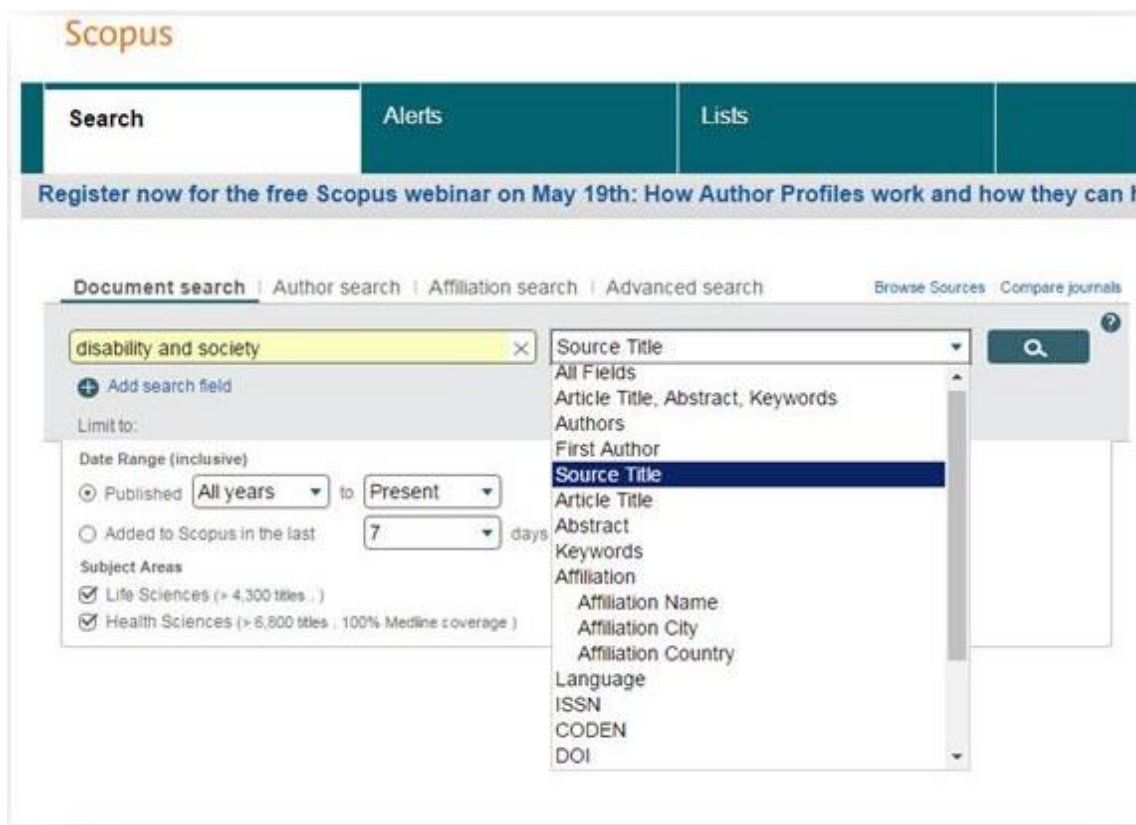 Scopus
Search Alerts Lists
Register now for the free Scopus webinar on May 19th: How Author Profiles work and how they can
Document search | Author search | Affiliation search | Advanced search Browse Sources Compare journals
disability and society × Source Title
?
+ Add search field
Limit to:
Date Range (inclusive)
Published All years to Present
Added to Scopus in the last 7 days
Subject Areas
Life Sciences (> 4,300 titles . )
Health Sciences (> 6,800 titles . 100% Medline coverage )
All Fields
Article Title, Abstract, Keywords
Authors
First Author
Source Title
Article Title
Abstract
Keywords
Affiliation
Affiliation Name
Affiliation City
Affiliation Country
Language
ISSN
CODEN
DOI